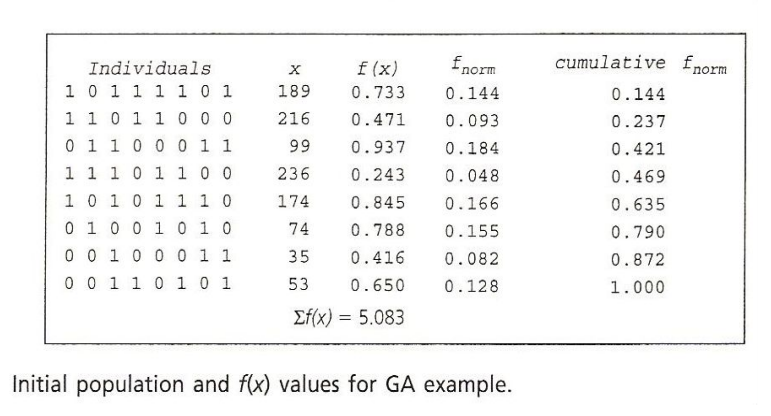 Individuals x f(x) fnorm cumulative fnorm
1 0 1 1 1 1 0 1 189 0.733 0.144 0.144
1 1 0 1 1 0 0 0 216 0.471 0.093 0.237
0 1 1 0 0 0 1 1 99 0.937 0.184 0.421
1 1 1 0 1 1 0 0 236 0.243 0.048 0.469
1 0 1 0 1 1 1 0 174 0.845 0.166 0.635
0 1 0 0 1 0 1 0 74 0.788 0.155 0.790
0 0 1 0 0 0 1 1 35 0.416 0.082 0.872
0 0 1 1 0 1 0 1 53 0.650 0.128 1.000
Σf(x) = 5.083
Initial population and f(x) values for GA example.